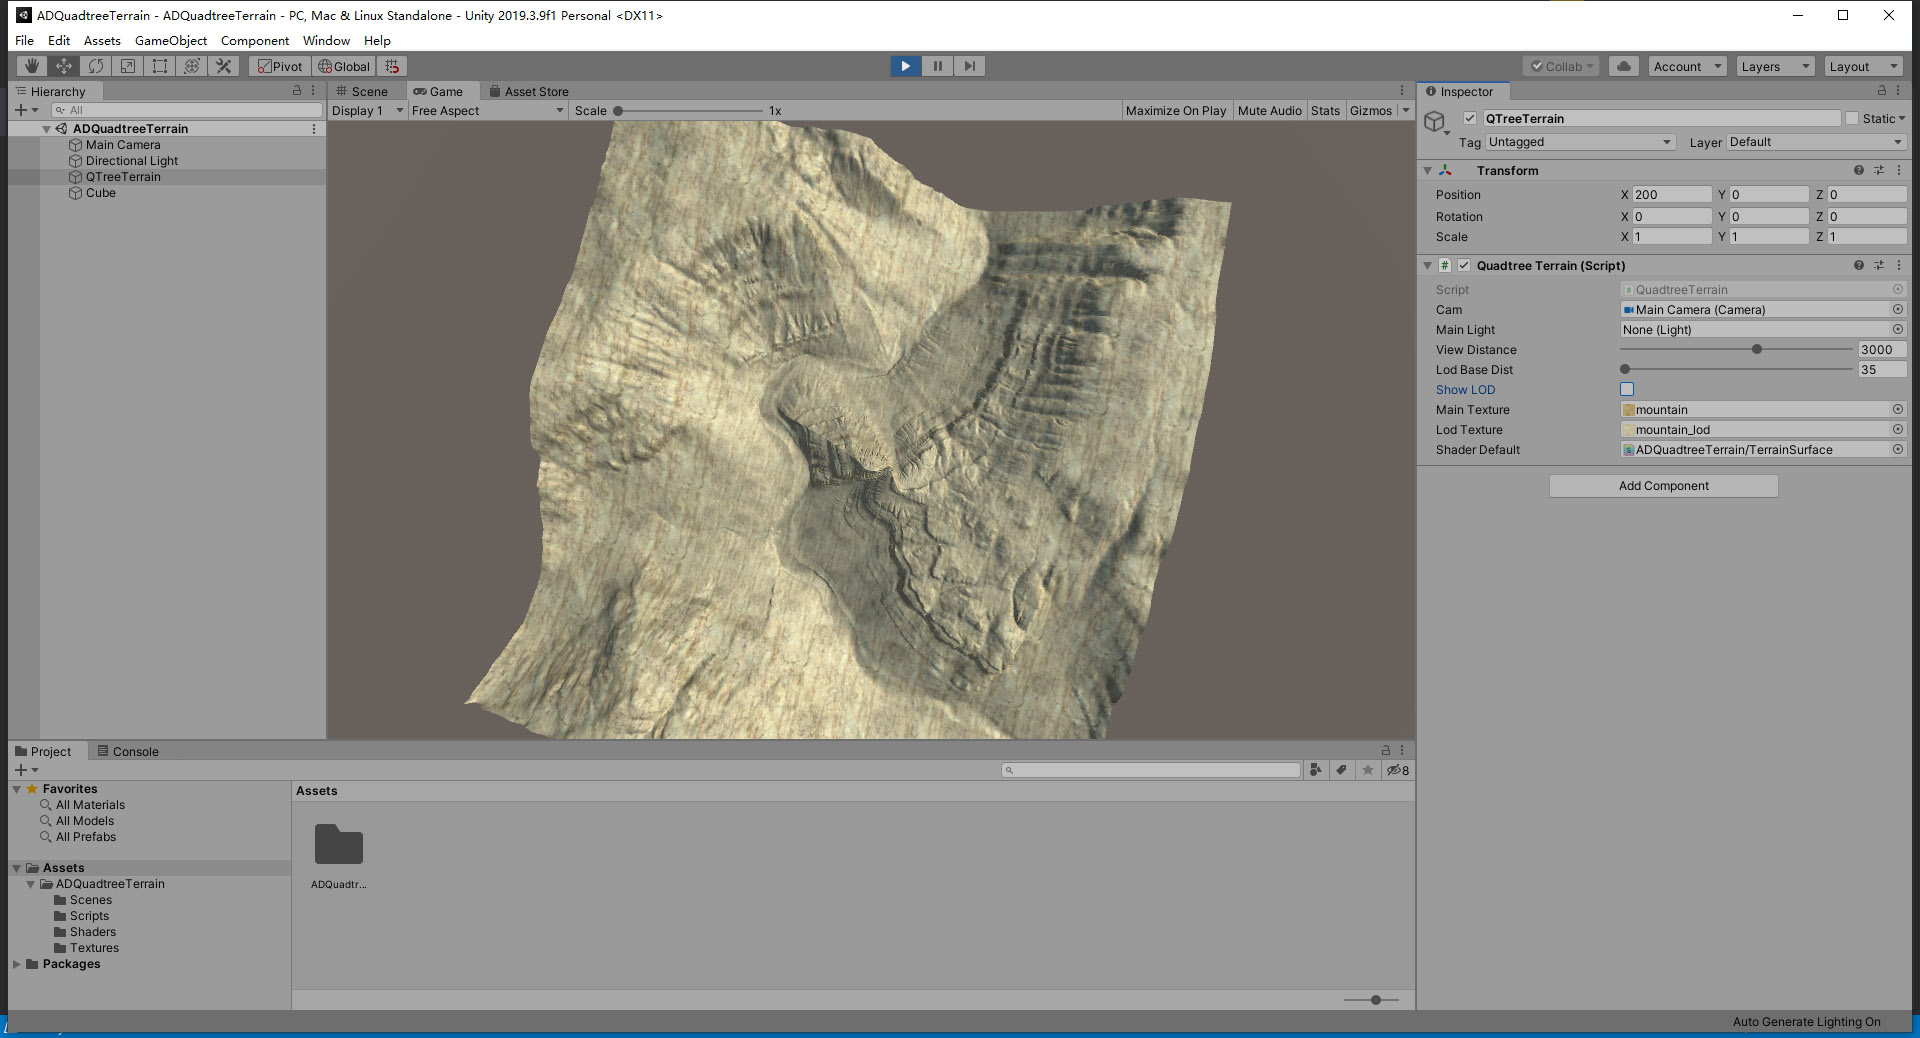 ADQuadtreeTerrain - ADQuadtreeTerrain - PC, Mac & Linux Standalone - Unity 2019.3.9f1 Personal <DX11>
File Edit Assets GameObject Component Window Help
Pivot Global Collab Account Layers Layout
Hierarchy
All
ADQuadtreeTerrain
Main Camera
Directional Light
QTreeTerrain
Cube
Scene Game Asset Store
Display 1 Free Aspect Scale 1x Maximize On Play Mute Audio Stats Gizmos
Inspector
QTreeTerrain Static
Tag Untagged Layer Default
Transform
Position X 200 Y 0 Z 0
Rotation X 0 Y 0 Z 0
Scale X 1 Y 1 Z 1
# Quadtree Terrain (Script)
Script QuadtreeTerrain
Cam Main Camera (Camera)
Main Light None (Light)
View Distance 3000
Lod Base Dist 35
Show LOD
Main Texture mountain
Lod Texture mountain_lod
Shader Default ADQuadtreeTerrain/TerrainSurface
Add Component
Project Console
8
Favorites
All Materials
All Models
All Prefabs
Assets
ADQuadtreeTerrain
Scenes
Scripts
Shaders
Textures
Packages
Assets
ADQuadtr...
Auto Generate Lighting On